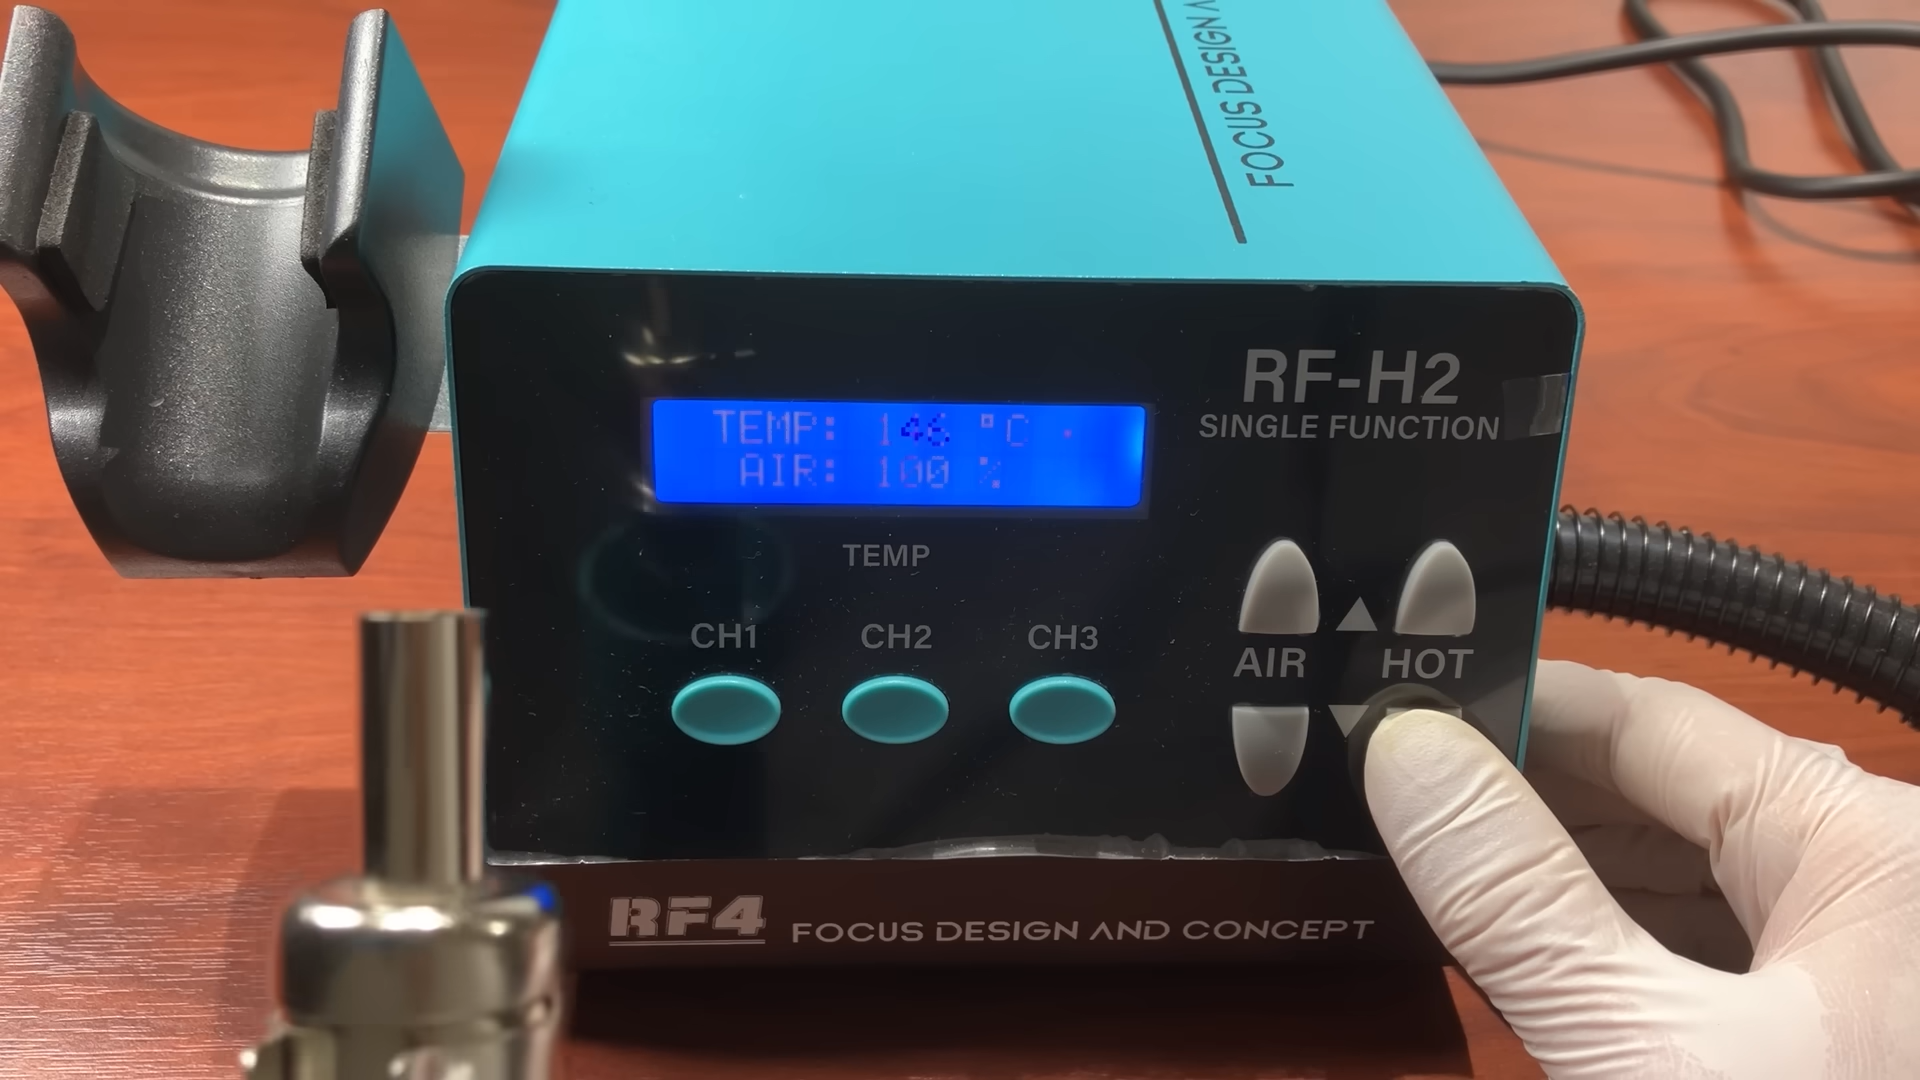 FOCUS DESIGN A
RF-H2
SINGLE FUNCTION
TEMP: 146 °C
AIR: 100 %
TEMP
CH1 CH2 CH3
AIR HOT
RF4 FOCUS DESIGN AND CONCEPT